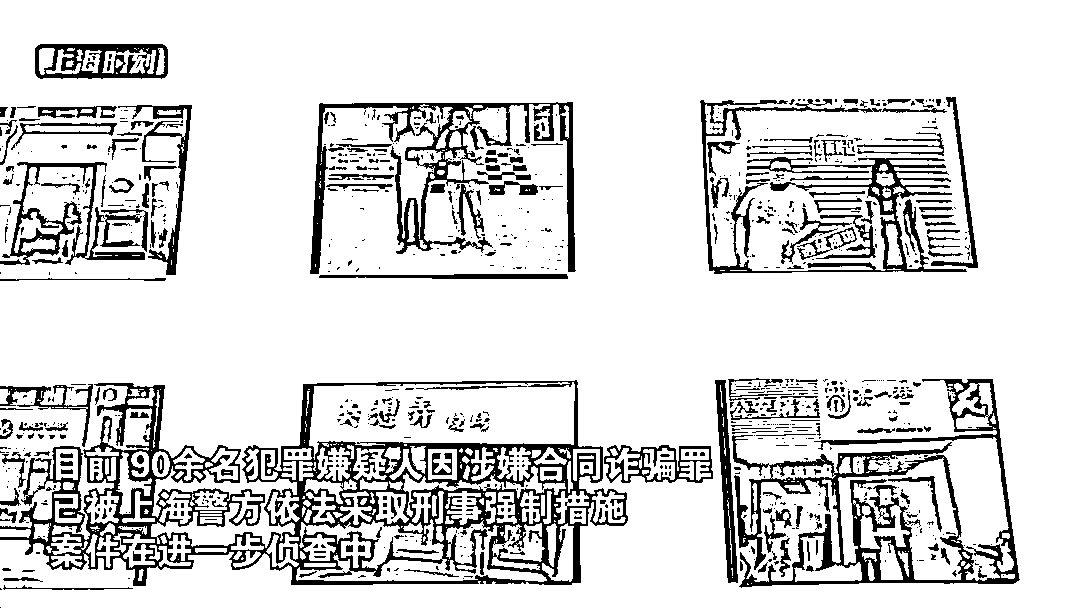 上海时刻
目前 90余名犯罪嫌疑人因涉嫌合同诈骗罪
已被上海警方依法采取刑事强制措施
案件在进一步侦查中